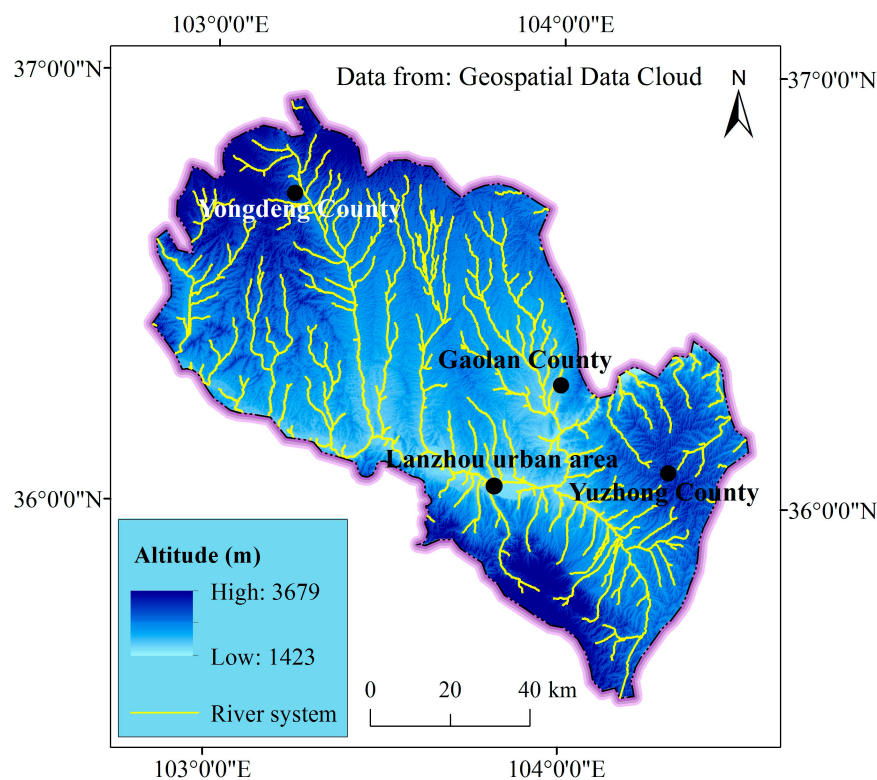 103°0'0"E
104°0'0"E
37°0'0"N
Data from: Geospatial Data Cloud
N
37°0'0"N
Yongdeng County
Gaolan County
Lanzhou urban area
Yuzhong County
36°0'0"N
36°0'0"N
Altitude (m)
High: 3679
Low: 1423
River system
0 20 40 km
103°0'0"E
104°0'0"E